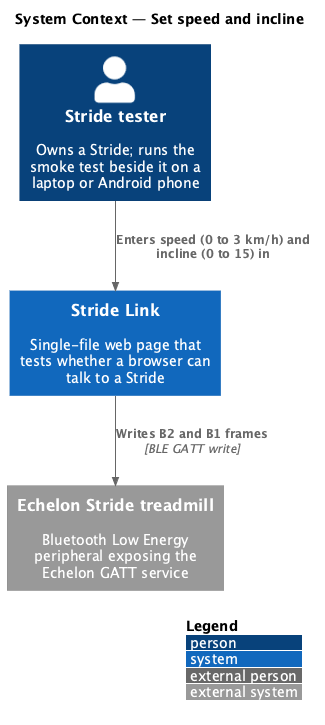 System Context — Set speed and incline
Stride tester
Owns a Stride; runs the
smoke test beside it on a
laptop or Android phone
Enters speed (0 to 3 km/h) and
incline (0 to 15) in
Stride Link
Single-file web page that
tests whether a browser can
talk to a Stride
Writes B2 and B1 frames
[BLE GATT write]
Echelon Stride treadmill
Bluetooth Low Energy
peripheral exposing the
Echelon GATT service
Legend
person
system
external person
external system